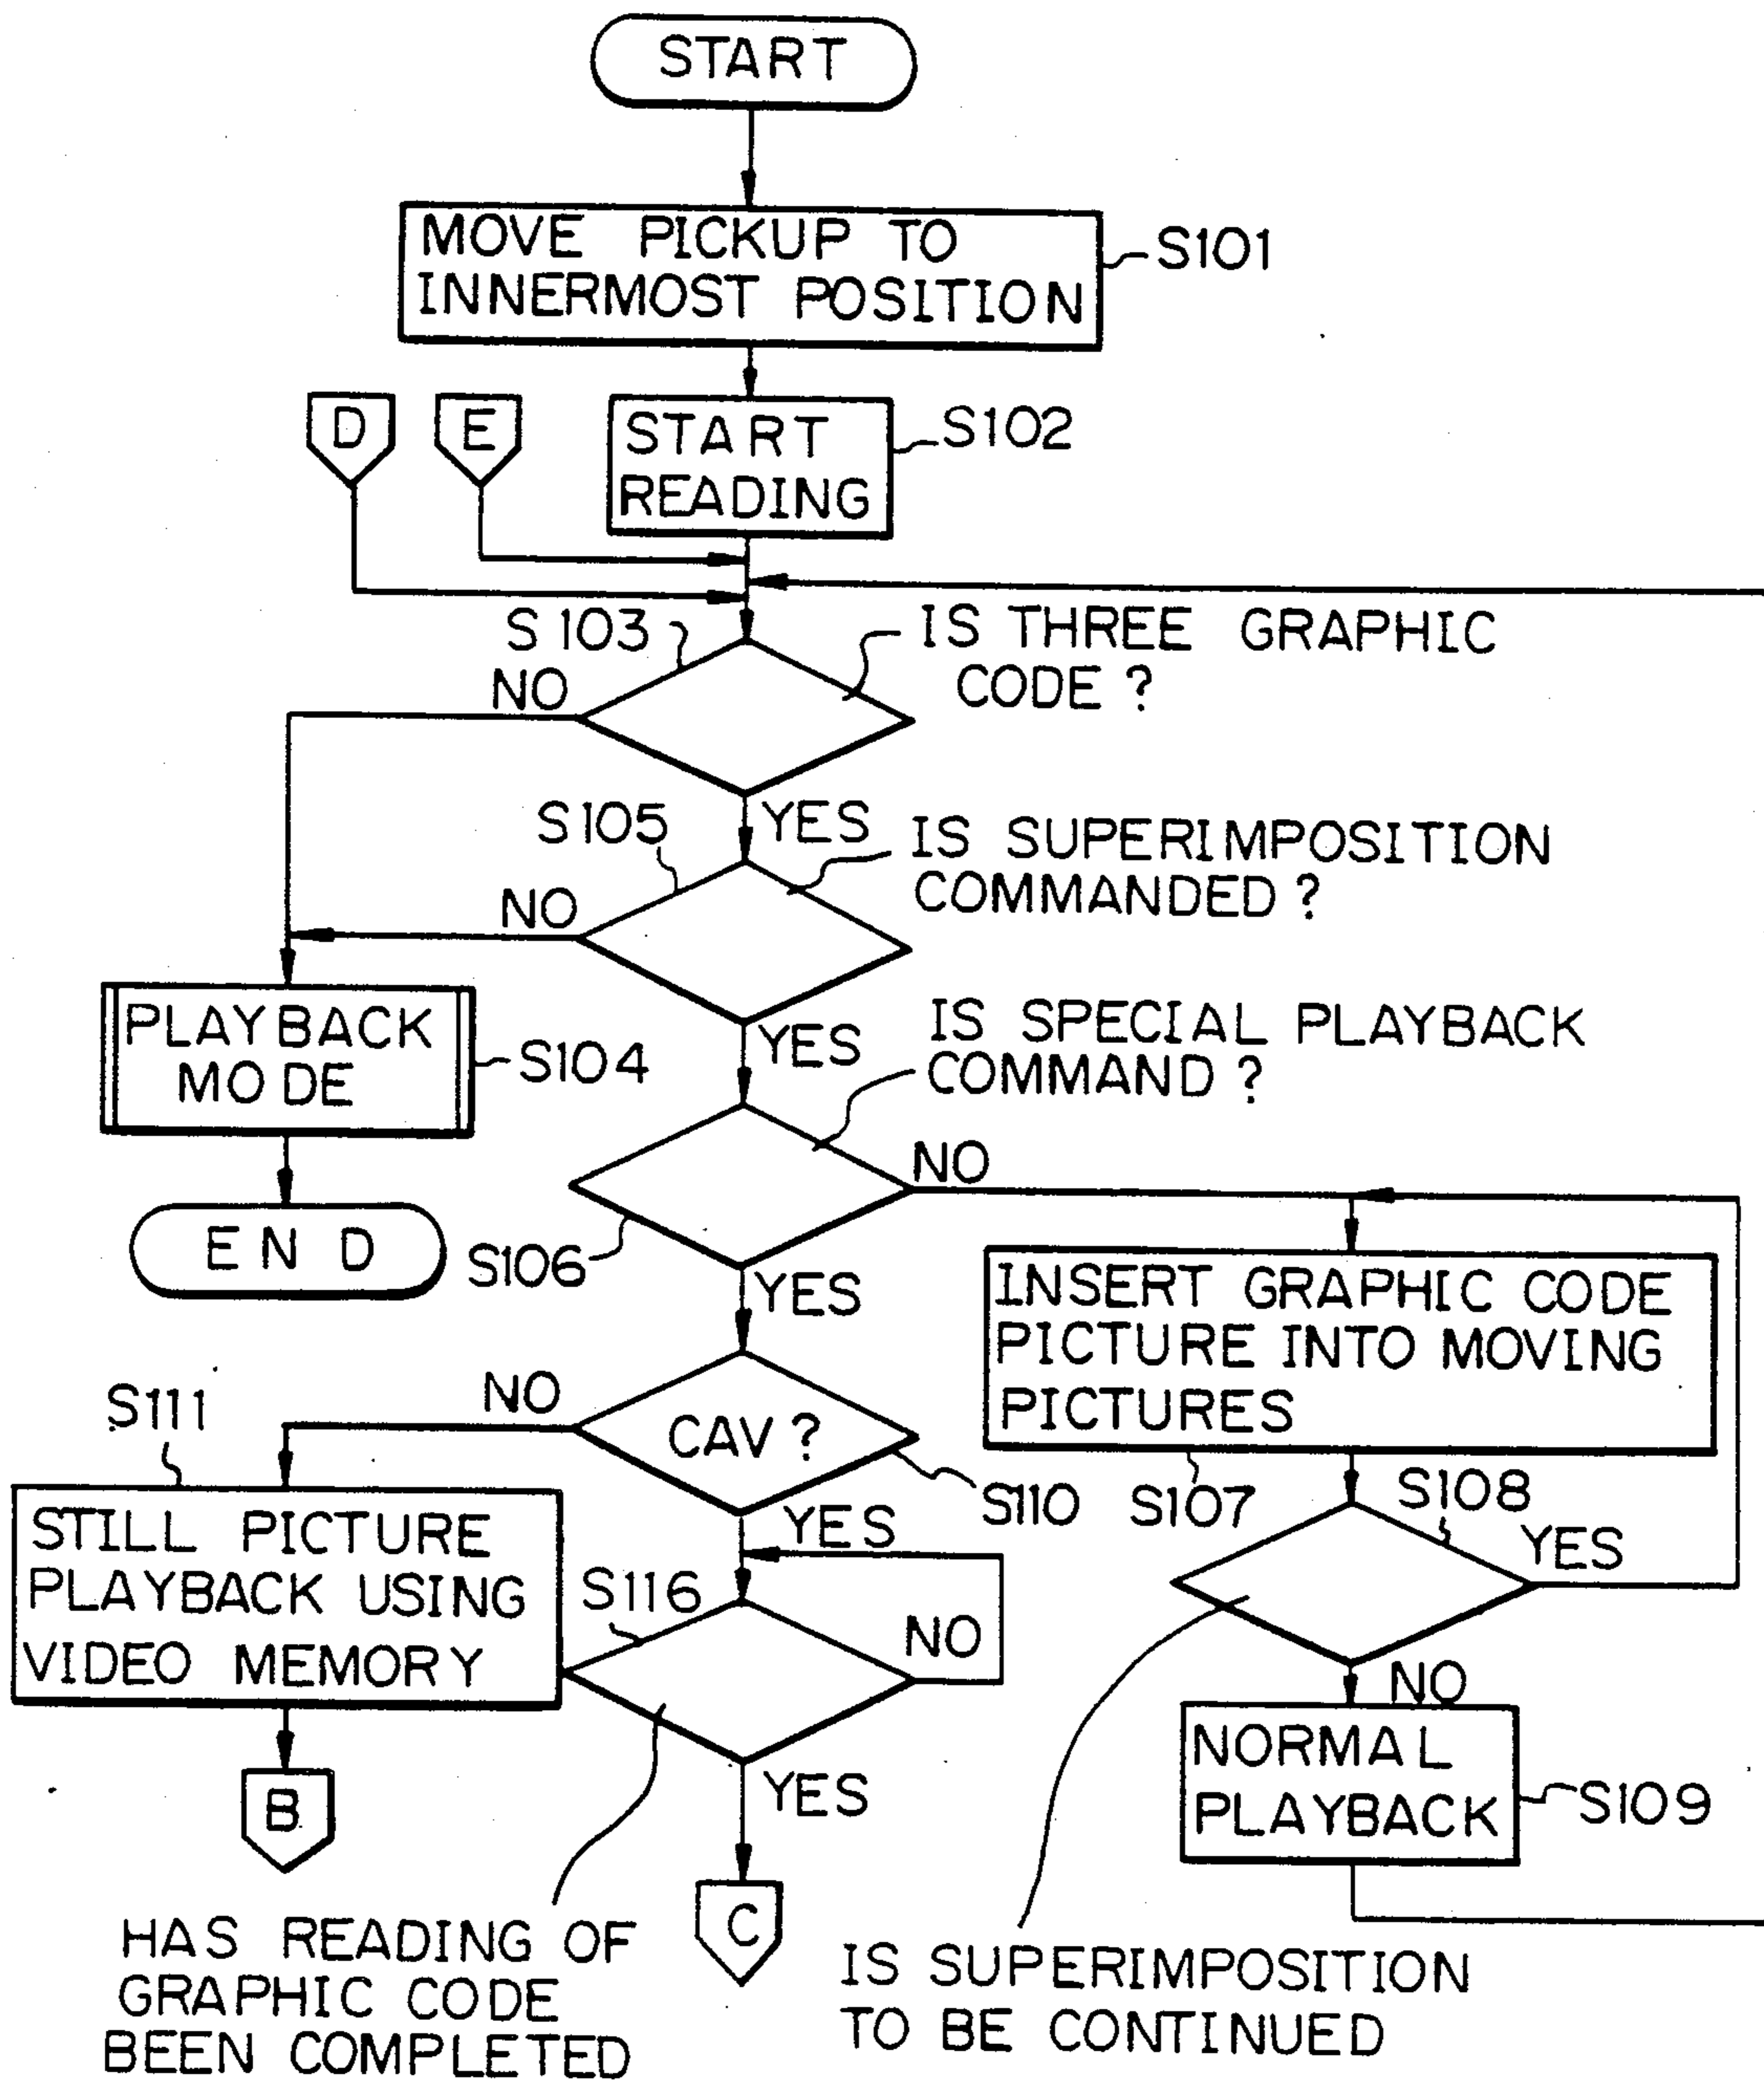 START
MOVE PICKUP TO
INNERMOST POSITION
S101
D
E
START
READING
S102
S103
IS THREE GRAPHIC
CODE ?
NO
YES
S105
IS SUPERIMPOSITION
COMMANDED ?
NO
YES
PLAYBACK
MODE
S104
IS SPECIAL PLAYBACK
COMMAND ?
NO
END
S106
YES
INSERT GRAPHIC CODE
PICTURE INTO MOVING
PICTURES
S111
NO
CAV ?
S110
S107
S108
YES
YES
STILL PICTURE
PLAYBACK USING
VIDEO MEMORY
S116
NO
NO
NORMAL
PLAYBACK
S109
B
YES
C
HAS READING OF
GRAPHIC CODE
BEEN COMPLETED
IS SUPERIMPOSITION
TO BE CONTINUED